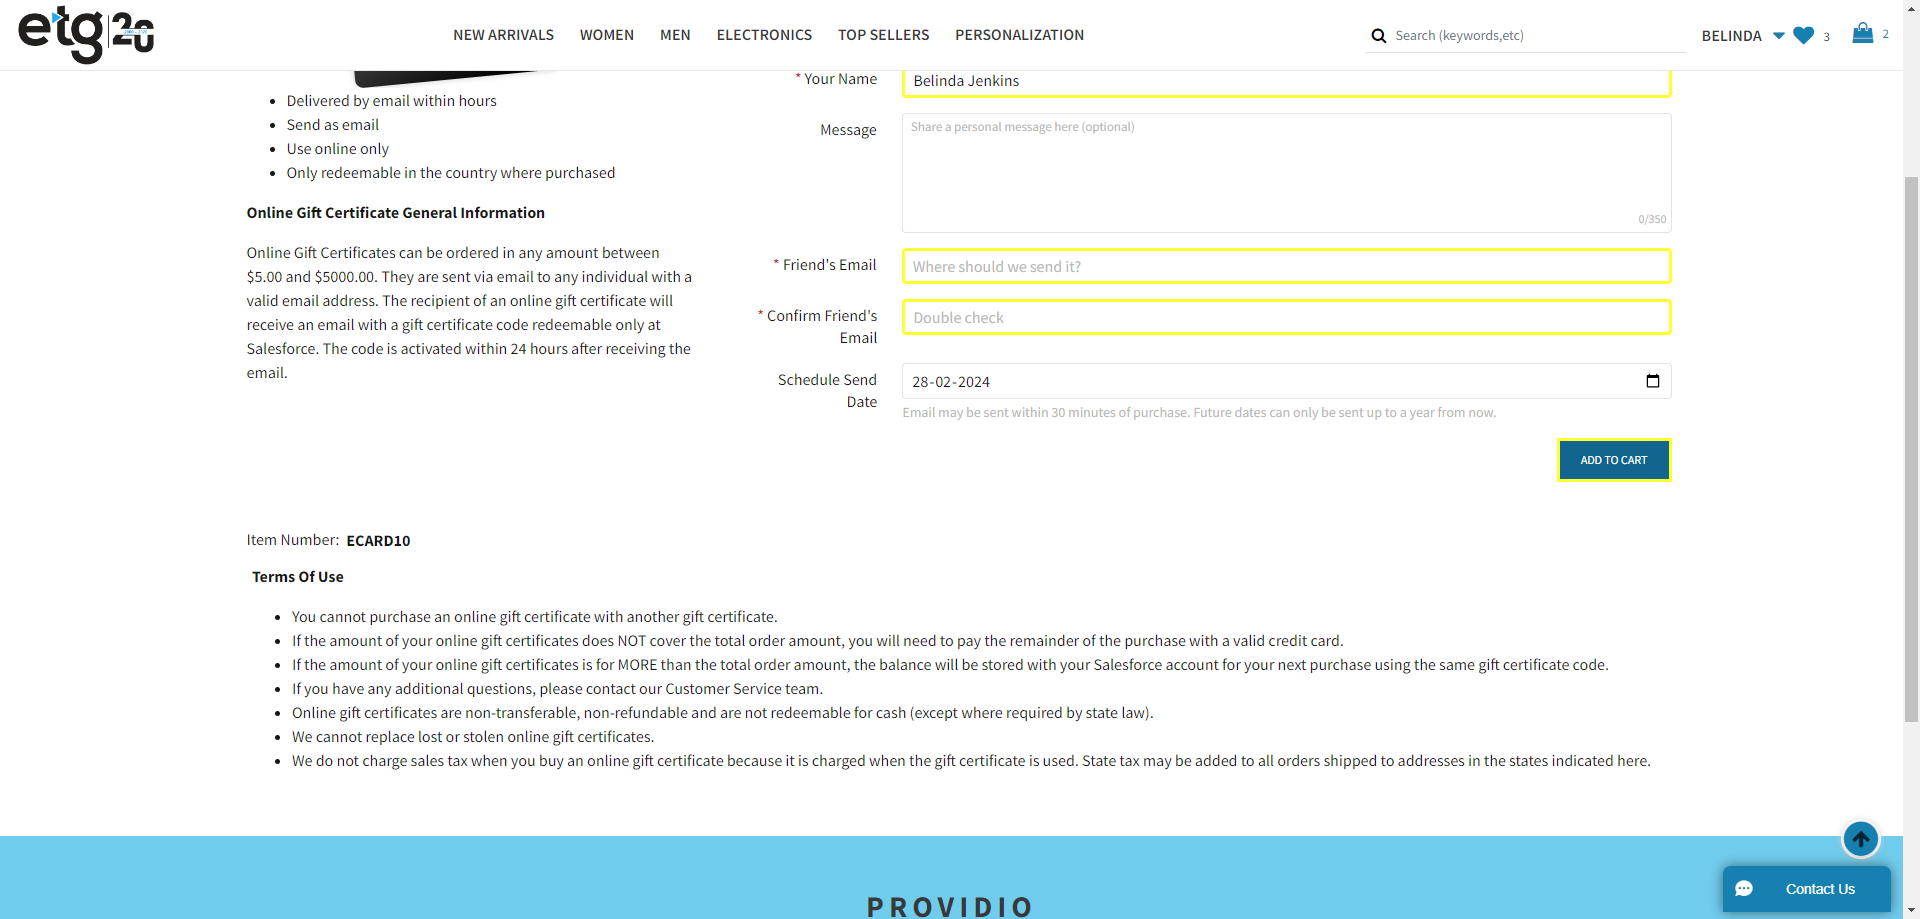 etg 20
NEW ARRIVALS
WOMEN
MEN
ELECTRONICS
TOP SELLERS
PERSONALIZATION
Search (keywords,etc)
BELINDA
3
2
* Your Name
Belinda Jenkins
Delivered by email within hours
Send as email
Use online only
Only redeemable in the country where purchased
Message
Share a personal message here (optional)
0/350
Online Gift Certificate General Information
Online Gift Certificates can be ordered in any amount between
$5.00 and $5000.00. They are sent via email to any individual with a
valid email address. The recipient of an online gift certificate will
receive an email with a gift certificate code redeemable only at
Salesforce. The code is activated within 24 hours after receiving the
email.
* Friend's Email
Where should we send it?
* Confirm Friend's
Email
Double check
Schedule Send
Date
28-02-2024
Email may be sent within 30 minutes of purchase. Future dates can only be sent up to a year from now.
ADD TO CART
Item Number: ECARD10
Terms Of Use
You cannot purchase an online gift certificate with another gift certificate.
If the amount of your online gift certificates does NOT cover the total order amount, you will need to pay the remainder of the purchase with a valid credit card.
If the amount of your online gift certificates is for MORE than the total order amount, the balance will be stored with your Salesforce account for your next purchase using the same gift certificate code.
If you have any additional questions, please contact our Customer Service team.
Online gift certificates are non-transferable, non-refundable and are not redeemable for cash (except where required by state law).
We cannot replace lost or stolen online gift certificates.
We do not charge sales tax when you buy an online gift certificate because it is charged when the gift certificate is used. State tax may be added to all orders shipped to addresses in the states indicated here.
Contact Us
PROVIDIO